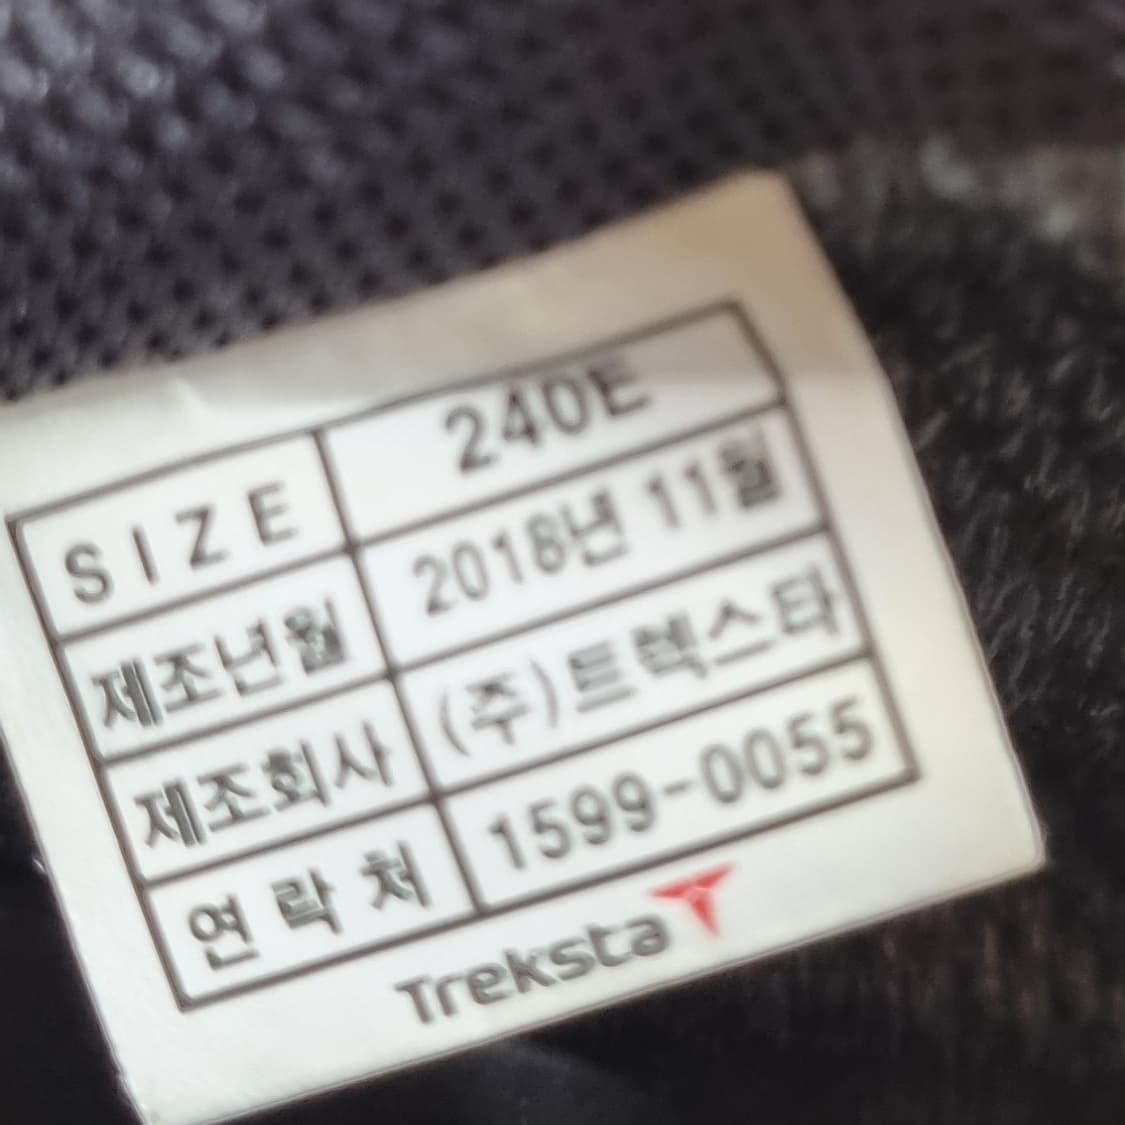 SIZE 240E
제조년월 2018년 11월
제조회사 (주)트렉스타
연락처 1599-0055
Treksta